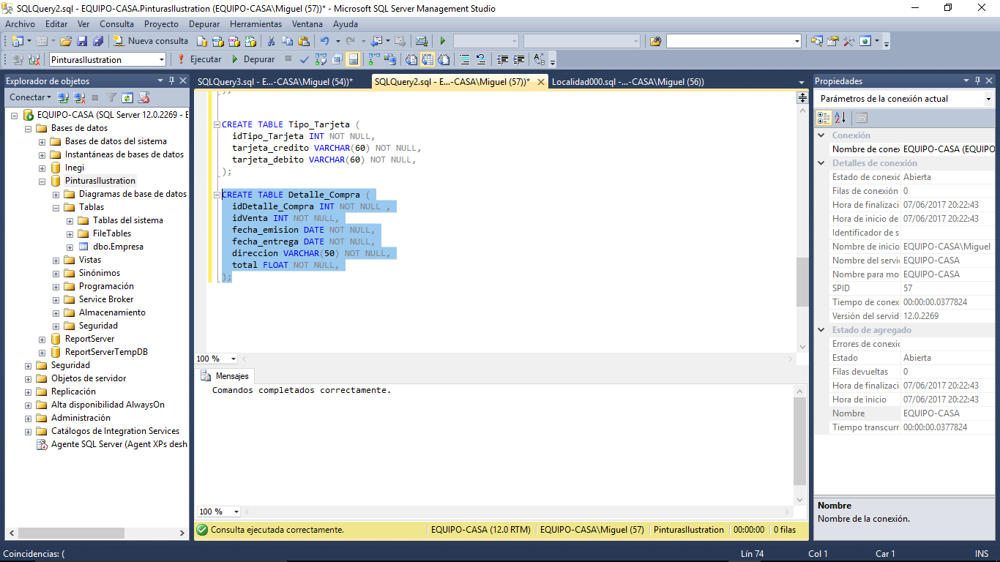 SQLQuery2.sql - EQUIPO-CASA.PinturasIlustration (EQUIPO-CASA\Miguel (57))* - Microsoft SQL Server Management Studio
Archivo Editar Ver Consulta Proyecto Depurar Herramientas Ventana Ayuda
Nueva consulta
PinturasIlustration Ejecutar Depurar
Explorador de objetos
Conectar
EQUIPO-CASA (SQL Server 12.0.2269 - E
Bases de datos
Bases de datos del sistema
Instantáneas de bases de datos
Inegi
PinturasIlustration
Diagramas de base de datos
Tablas
Tablas del sistema
FileTables
dbo.Empresa
Vistas
Sinónimos
Programación
Service Broker
Almacenamiento
Seguridad
ReportServer
ReportServerTempDB
Seguridad
Objetos de servidor
Replicación
Alta disponibilidad AlwaysOn
Administración
Catálogos de Integration Services
Agente SQL Server (Agent XPs desh
SQLQuery3.sql - E...-CASA\Miguel (54))* SQLQuery2.sql - E...-CASA\Miguel (57))* Localidad000.sql -...-CASA\Miguel (56))
);
CREATE TABLE Tipo_Tarjeta (
idTipo_Tarjeta INT NOT NULL,
tarjeta_credito VARCHAR(60) NOT NULL,
tarjeta_debito VARCHAR(60) NOT NULL,
);
CREATE TABLE Detalle_Compra (
idDetalle_Compra INT NOT NULL ,
idVenta INT NOT NULL,
fecha_emision DATE NOT NULL,
fecha_entrega DATE NOT NULL,
direccion VARCHAR(50) NOT NULL,
total FLOAT NOT NULL,
);
100 %
Mensajes
Comandos completados correctamente.
100 %
Consulta ejecutada correctamente. EQUIPO-CASA (12.0 RTM) EQUIPO-CASA\Miguel (57) PinturasIlustration 00:00:00 0 filas
Propiedades
Parámetros de la conexión actual
Conexión
Nombre de conex EQUIPO-CASA (EQUIPO
Detalles de conexión
Estado de conexió Abierta
Filas de conexión 0
Hora de finalizaci 07/06/2017 20:22:43
Hora de inicio de 07/06/2017 20:22:43
Identificador de s
Nombre de inicio EQUIPO-CASA\Miguel
Nombre del servi EQUIPO-CASA
Nombre para mos EQUIPO-CASA
SPID 57
Tiempo de conex 00:00:00.0377824
Versión del servid 12.0.2269
Estado de agregado
Errores de conexió
Estado Abierta
Filas devueltas 0
Hora de finalizaci 07/06/2017 20:22:43
Hora de inicio 07/06/2017 20:22:43
Nombre EQUIPO-CASA
Tiempo transcurr 00:00:00.0377824
Nombre
Nombre de la conexión.
Coincidencias: ( Lín 74 Col 1 Car 1 INS